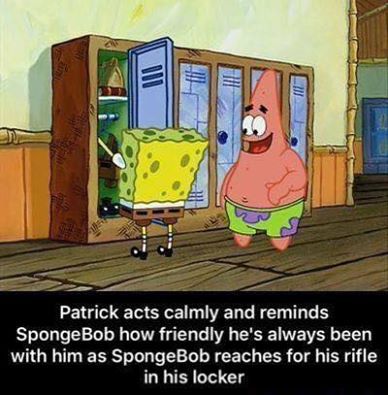 Patrick acts calmly and reminds
SpongeBob how friendly he's always been
with him as SpongeBob reaches for his rifle
in his locker